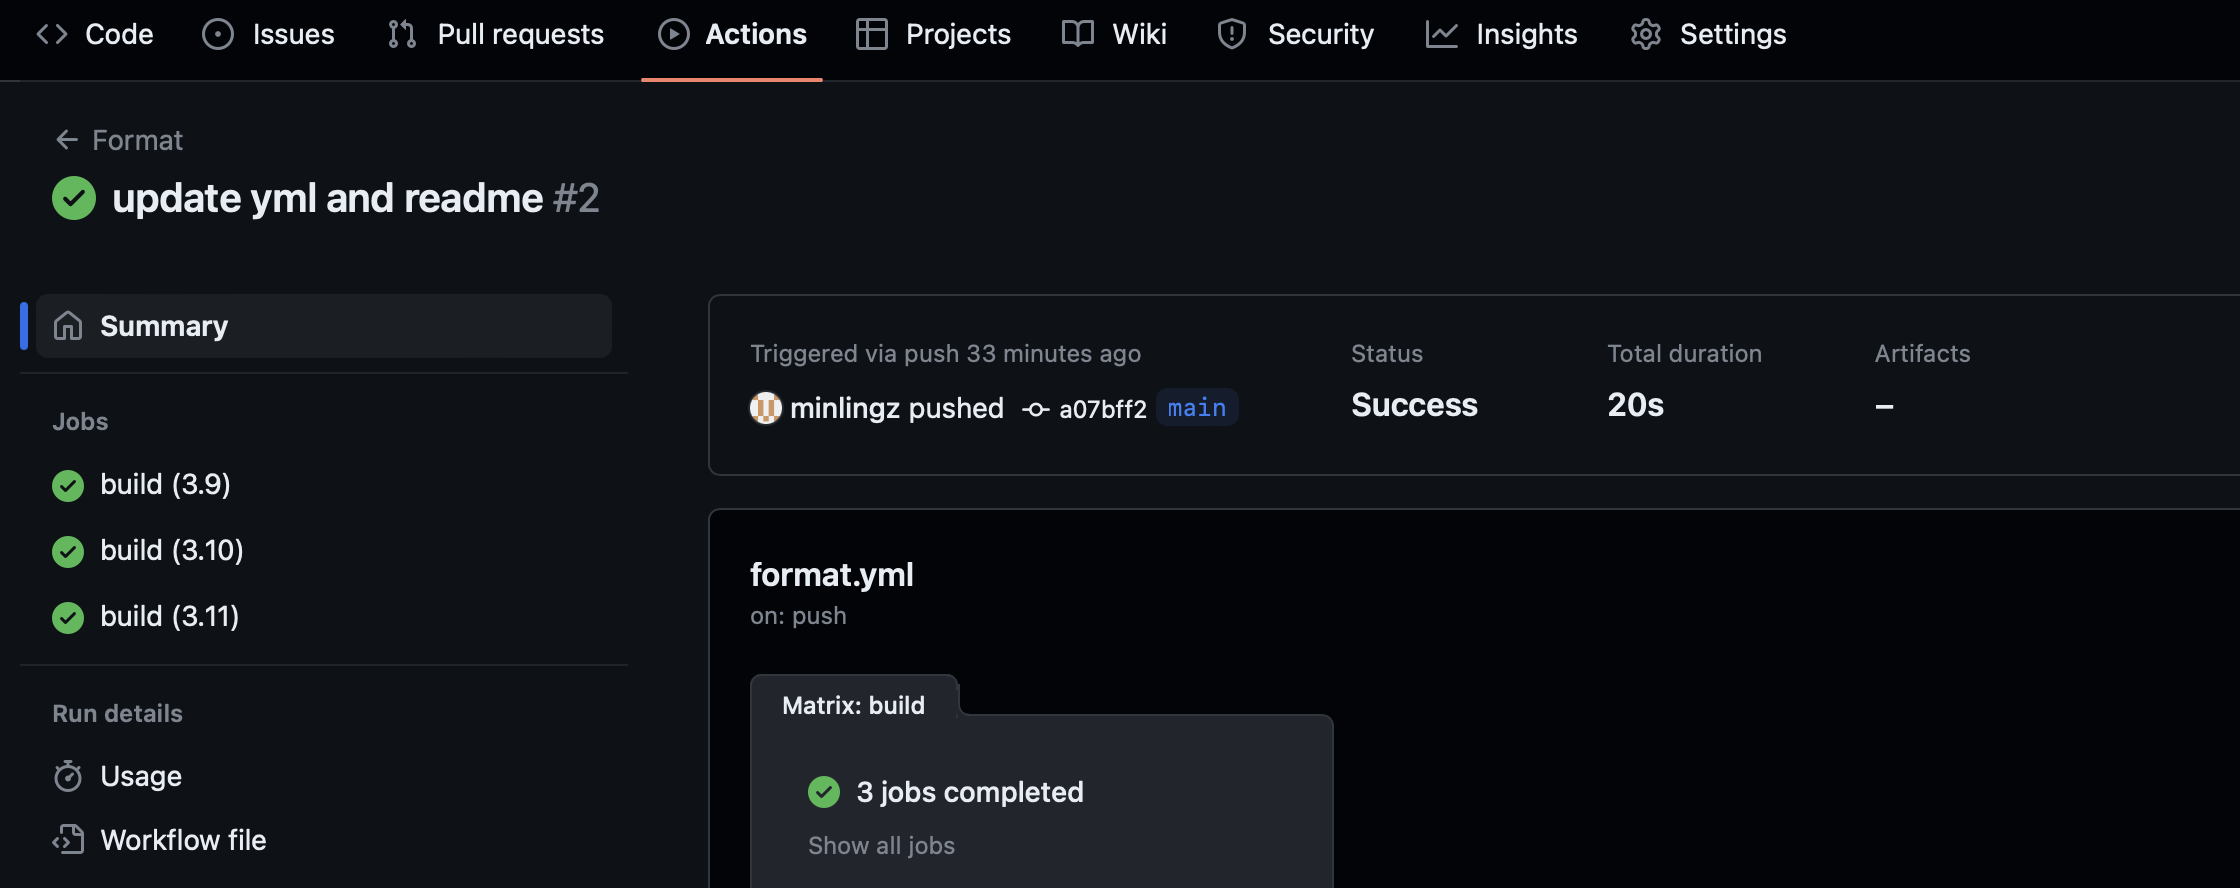 Code Issues Pull requests Actions Projects Wiki Security Insights Settings
Format
update yml and readme #2
Summary
Jobs
build (3.9)
build (3.10)
build (3.11)
Run details
Usage
Workflow file
Triggered via push 33 minutes ago
minlingz pushed a07bff2 main
Status
Success
Total duration
20s
Artifacts
–
format.yml
on: push
Matrix: build
3 jobs completed
Show all jobs